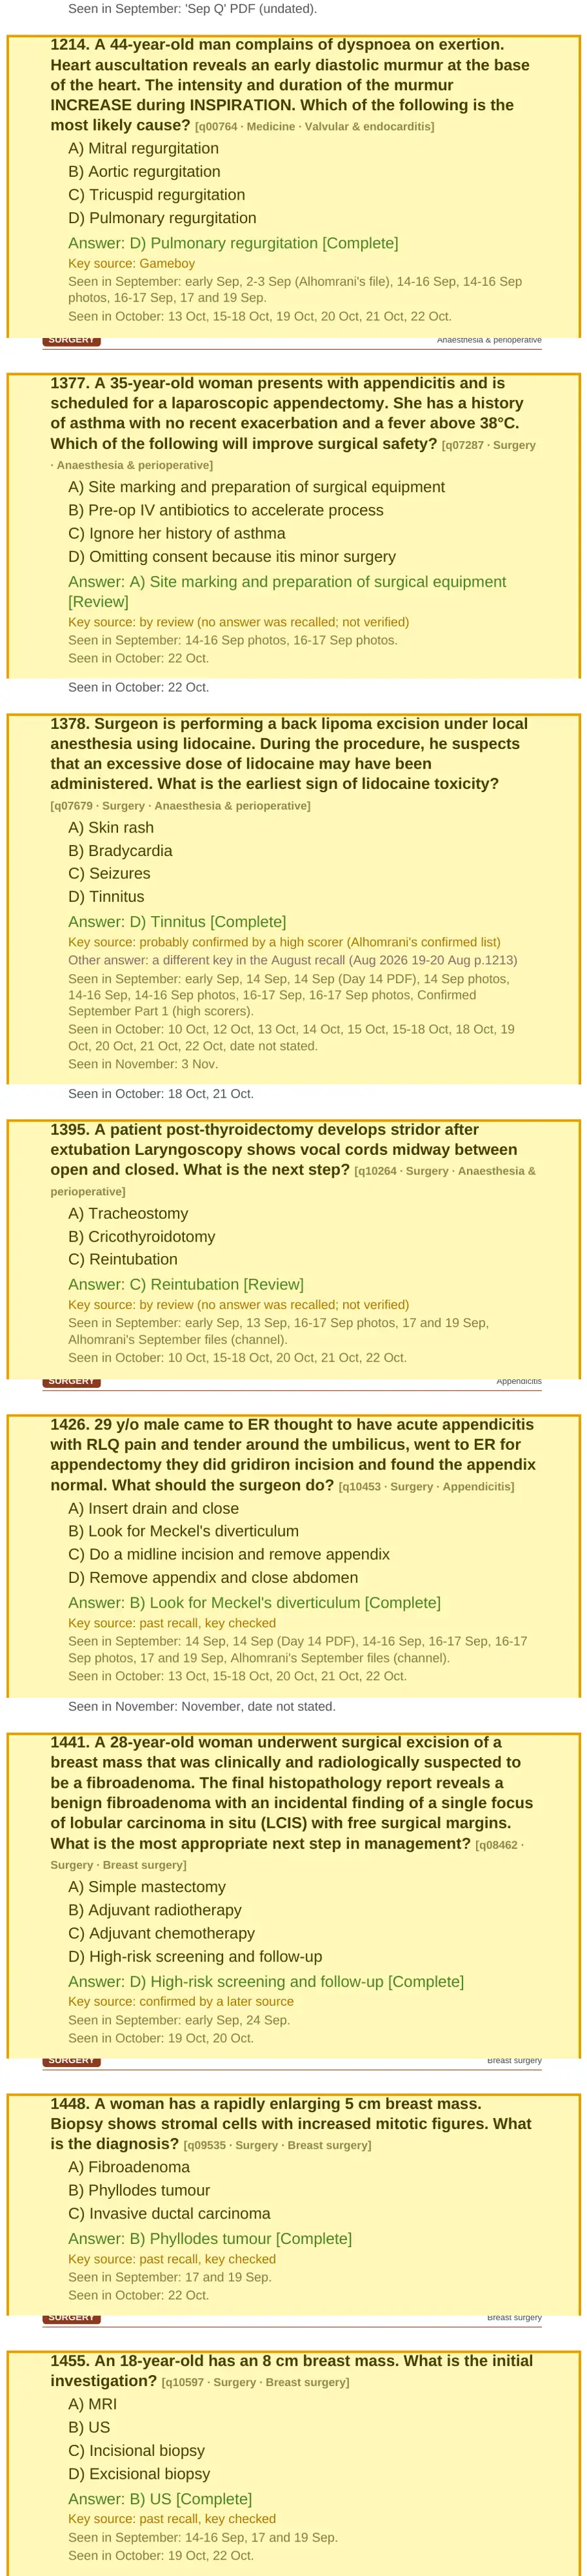 Seen in September: 'Sep Q' PDF (undated).
1214. A 44-year-old man complains of dyspnoea on exertion.
Heart auscultation reveals an early diastolic murmur at the base
of the heart. The intensity and duration of the murmur
INCREASE during INSPIRATION. Which of the following is the
most likely cause? [q00764 · Medicine · Valvular & endocarditis]
A) Mitral regurgitation
B) Aortic regurgitation
C) Tricuspid regurgitation
D) Pulmonary regurgitation
Answer: D) Pulmonary regurgitation [Complete]
Key source: Gameboy
Seen in September: early Sep, 2-3 Sep (Alhomrani's file), 14-16 Sep, 14-16 Sep
photos, 16-17 Sep, 17 and 19 Sep.
Seen in October: 13 Oct, 15-18 Oct, 19 Oct, 20 Oct, 21 Oct, 22 Oct.
SURGERY Anaesthesia & perioperative
1377. A 35-year-old woman presents with appendicitis and is
scheduled for a laparoscopic appendectomy. She has a history
of asthma with no recent exacerbation and a fever above 38°C.
Which of the following will improve surgical safety? [q07287 · Surgery
· Anaesthesia & perioperative]
A) Site marking and preparation of surgical equipment
B) Pre-op IV antibiotics to accelerate process
C) Ignore her history of asthma
D) Omitting consent because itis minor surgery
Answer: A) Site marking and preparation of surgical equipment
[Review]
Key source: by review (no answer was recalled; not verified)
Seen in September: 14-16 Sep photos, 16-17 Sep photos.
Seen in October: 22 Oct.
Seen in October: 22 Oct.
1378. Surgeon is performing a back lipoma excision under local
anesthesia using lidocaine. During the procedure, he suspects
that an excessive dose of lidocaine may have been
administered. What is the earliest sign of lidocaine toxicity?
[q07679 · Surgery · Anaesthesia & perioperative]
A) Skin rash
B) Bradycardia
C) Seizures
D) Tinnitus
Answer: D) Tinnitus [Complete]
Key source: probably confirmed by a high scorer (Alhomrani's confirmed list)
Other answer: a different key in the August recall (Aug 2026 19-20 Aug p.1213)
Seen in September: early Sep, 14 Sep, 14 Sep (Day 14 PDF), 14 Sep photos,
14-16 Sep, 14-16 Sep photos, 16-17 Sep, 16-17 Sep photos, Confirmed
September Part 1 (high scorers).
Seen in October: 10 Oct, 12 Oct, 13 Oct, 14 Oct, 15 Oct, 15-18 Oct, 18 Oct, 19
Oct, 20 Oct, 21 Oct, 22 Oct, date not stated.
Seen in November: 3 Nov.
Seen in October: 18 Oct, 21 Oct.
1395. A patient post-thyroidectomy develops stridor after
extubation Laryngoscopy shows vocal cords midway between
open and closed. What is the next step? [q10264 · Surgery · Anaesthesia &
perioperative]
A) Tracheostomy
B) Cricothyroidotomy
C) Reintubation
Answer: C) Reintubation [Review]
Key source: by review (no answer was recalled; not verified)
Seen in September: early Sep, 13 Sep, 16-17 Sep photos, 17 and 19 Sep,
Alhomrani's September files (channel).
Seen in October: 10 Oct, 15-18 Oct, 20 Oct, 21 Oct, 22 Oct.
SURGERY Appendicitis
1426. 29 y/o male came to ER thought to have acute appendicitis
with RLQ pain and tender around the umbilicus, went to ER for
appendectomy they did gridiron incision and found the appendix
normal. What should the surgeon do? [q10453 · Surgery · Appendicitis]
A) Insert drain and close
B) Look for Meckel's diverticulum
C) Do a midline incision and remove appendix
D) Remove appendix and close abdomen
Answer: B) Look for Meckel's diverticulum [Complete]
Key source: past recall, key checked
Seen in September: 14 Sep, 14 Sep (Day 14 PDF), 14-16 Sep, 16-17 Sep, 16-17
Sep photos, 17 and 19 Sep, Alhomrani's September files (channel).
Seen in October: 13 Oct, 15-18 Oct, 20 Oct, 21 Oct, 22 Oct.
Seen in November: November, date not stated.
1441. A 28-year-old woman underwent surgical excision of a
breast mass that was clinically and radiologically suspected to
be a fibroadenoma. The final histopathology report reveals a
benign fibroadenoma with an incidental finding of a single focus
of lobular carcinoma in situ (LCIS) with free surgical margins.
What is the most appropriate next step in management? [q08462 ·
Surgery · Breast surgery]
A) Simple mastectomy
B) Adjuvant radiotherapy
C) Adjuvant chemotherapy
D) High-risk screening and follow-up
Answer: D) High-risk screening and follow-up [Complete]
Key source: confirmed by a later source
Seen in September: early Sep, 24 Sep.
Seen in October: 19 Oct, 20 Oct.
SURGERY Breast surgery
1448. A woman has a rapidly enlarging 5 cm breast mass.
Biopsy shows stromal cells with increased mitotic figures. What
is the diagnosis? [q09535 · Surgery · Breast surgery]
A) Fibroadenoma
B) Phyllodes tumour
C) Invasive ductal carcinoma
Answer: B) Phyllodes tumour [Complete]
Key source: past recall, key checked
Seen in September: 17 and 19 Sep.
Seen in October: 22 Oct.
SURGERY Breast surgery
1455. An 18-year-old has an 8 cm breast mass. What is the initial
investigation? [q10597 · Surgery · Breast surgery]
A) MRI
B) US
C) Incisional biopsy
D) Excisional biopsy
Answer: B) US [Complete]
Key source: past recall, key checked
Seen in September: 14-16 Sep, 17 and 19 Sep.
Seen in October: 19 Oct, 22 Oct.